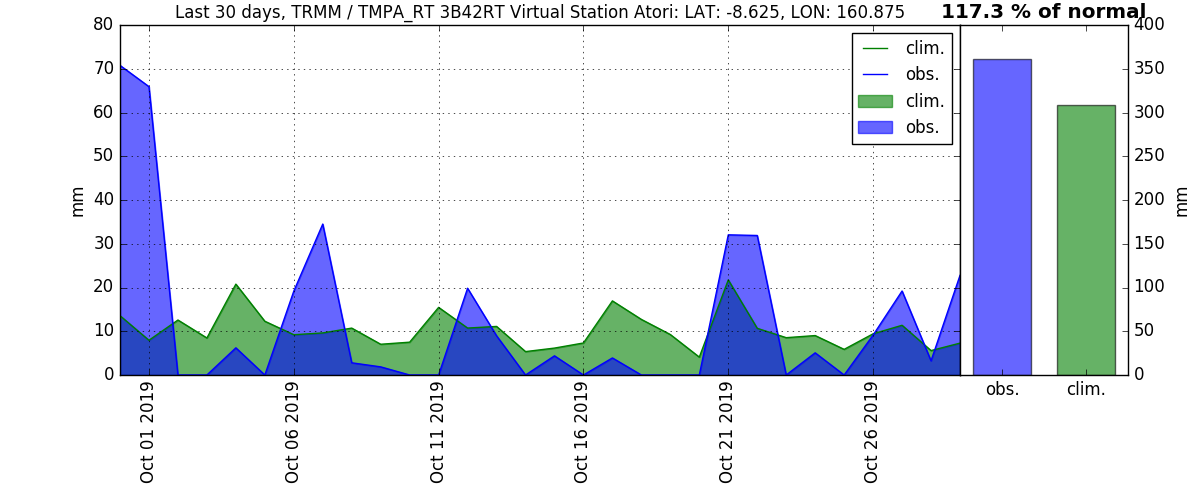 Last 30 days, TRMM / TMPA_RT 3B42RT Virtual Station Atori: LAT: -8.625, LON: 160.875
117.3 % of normal
80
70
60
50
40
30
20
10
0
mm
clim.
obs.
clim.
obs.
400
350
300
250
200
150
100
50
0
mm
obs.
clim.
Oct 01 2019
Oct 06 2019
Oct 11 2019
Oct 16 2019
Oct 21 2019
Oct 26 2019